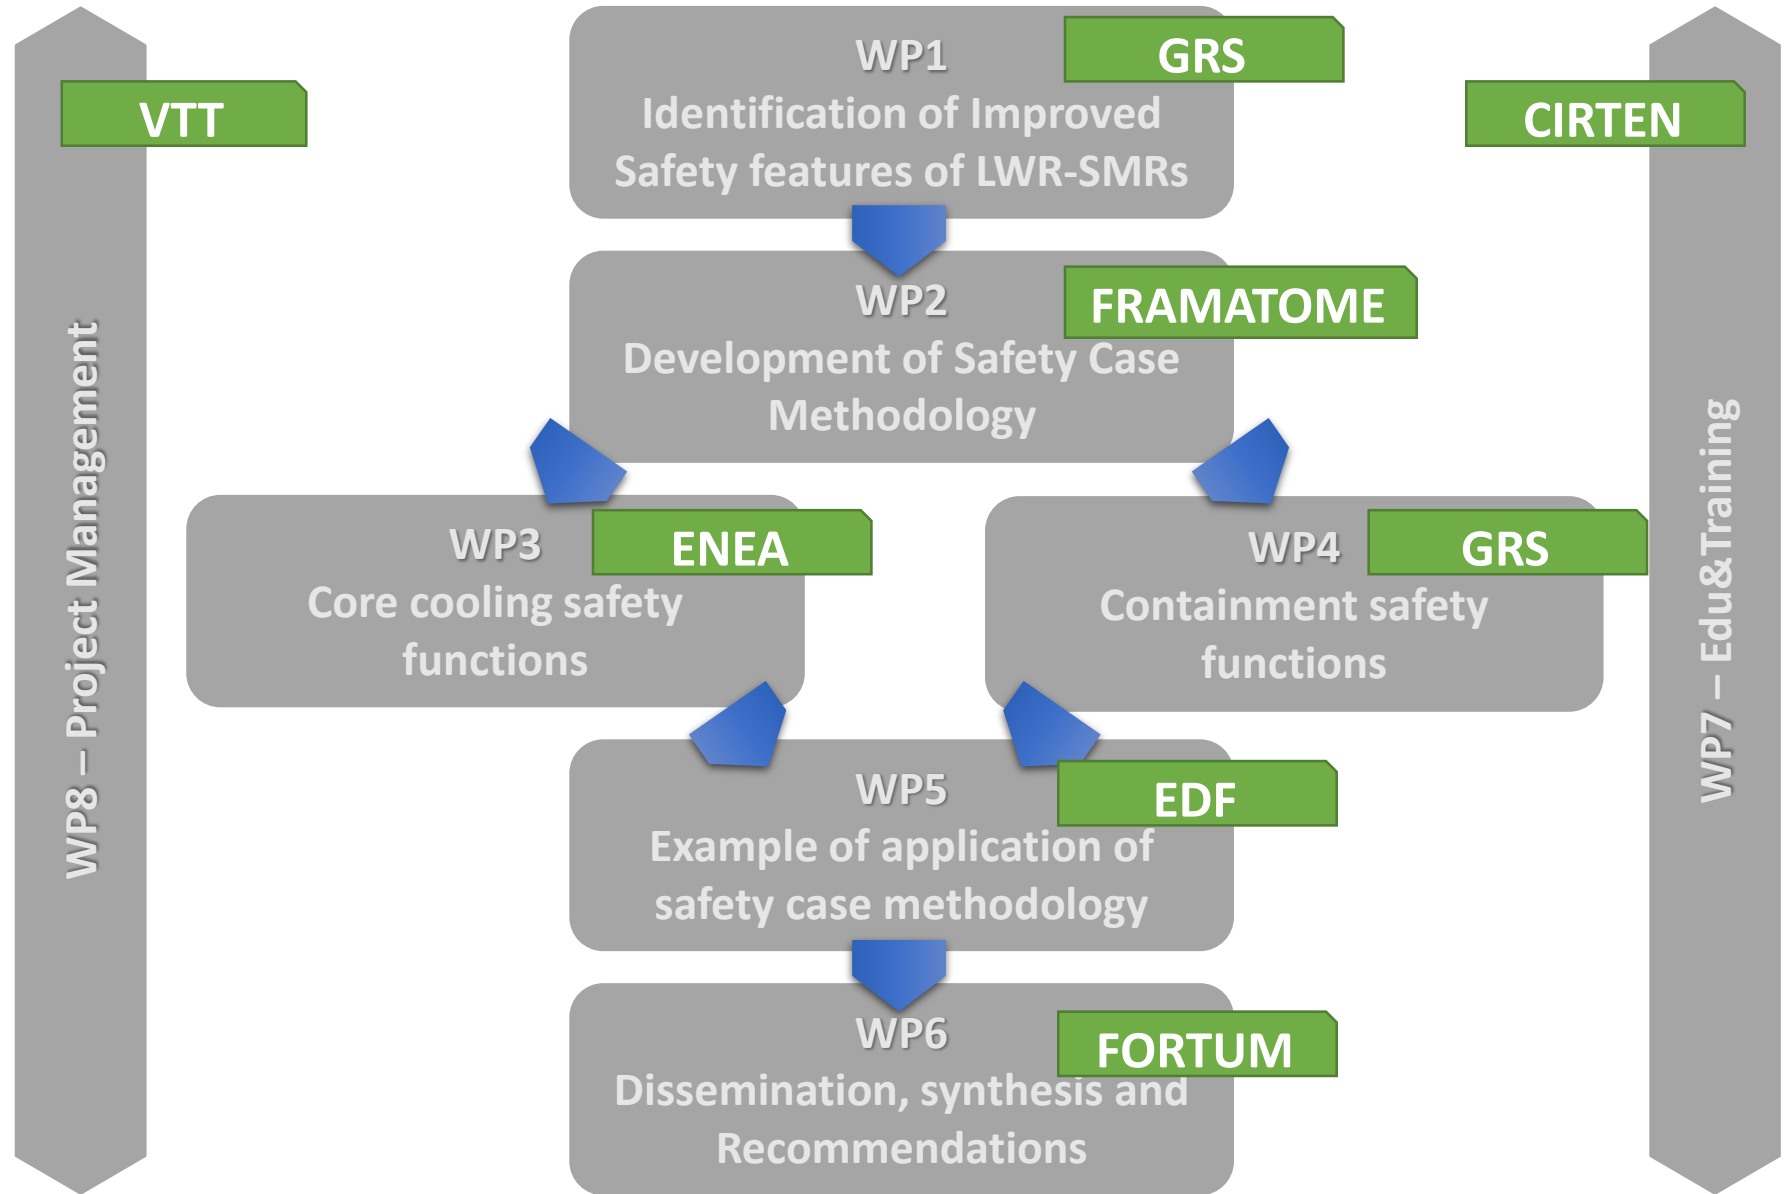 VTT
WP8 – Project Management
WP1
GRS
Identification of Improved
Safety features of LWR-SMRs
WP2
FRAMATOME
Development of Safety Case
Methodology
WP3
ENEA
Core cooling safety
functions
WP4
GRS
Containment safety
functions
WP5
EDF
Example of application of
safety case methodology
WP6
FORTUM
Dissemination, synthesis and
Recommendations
CIRTEN
WP7 – Edu&Training